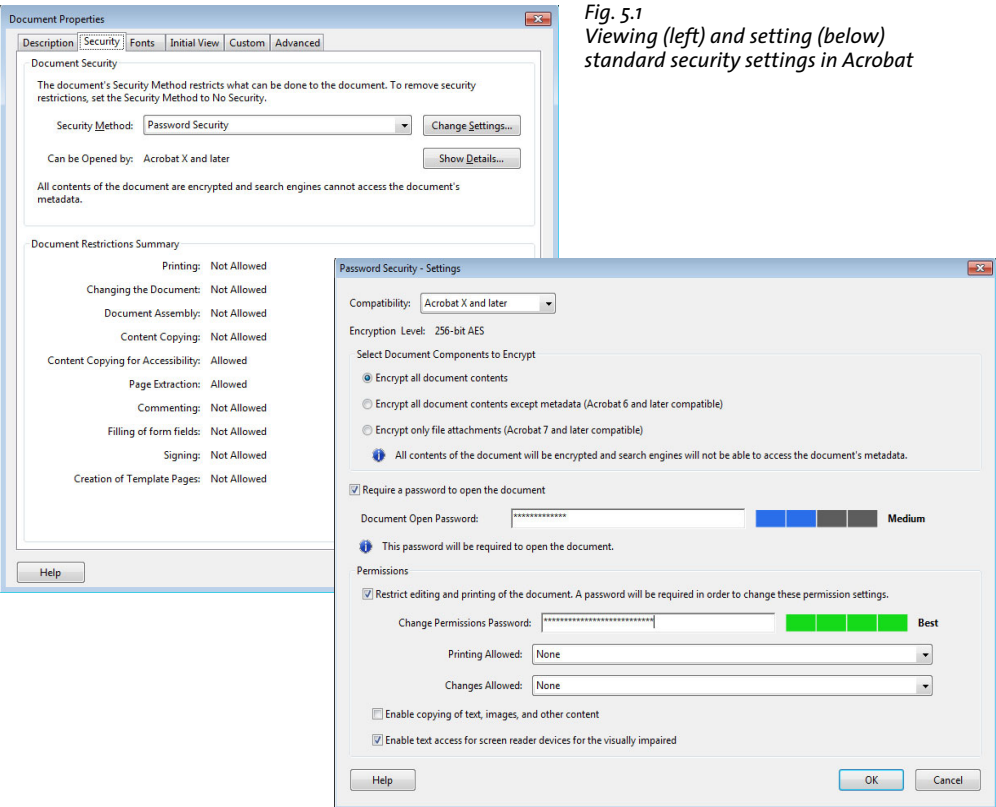 Fig. 5.1
Viewing (left) and setting (below)
standard security settings in Acrobat
Document Properties
Description Security Fonts Initial View Custom Advanced
Document Security
The document's Security Method restricts what can be done to the document. To remove security
restrictions, set the Security Method to No Security.
Security Method: Password Security Change Settings...
Can be Opened by: Acrobat X and later Show Details...
All contents of the document are encrypted and search engines cannot access the document's
metadata.
Document Restrictions Summary
Printing: Not Allowed
Changing the Document: Not Allowed
Document Assembly: Not Allowed
Content Copying: Not Allowed
Content Copying for Accessibility: Allowed
Page Extraction: Allowed
Commenting: Not Allowed
Filling of form fields: Not Allowed
Signing: Not Allowed
Creation of Template Pages: Not Allowed
Help
Password Security - Settings
Compatibility: Acrobat X and later
Encryption Level: 256-bit AES
Select Document Components to Encrypt
Encrypt all document contents
Encrypt all document contents except metadata (Acrobat 6 and later compatible)
Encrypt only file attachments (Acrobat 7 and later compatible)
All contents of the document will be encrypted and search engines will not be able to access the document's metadata.
Require a password to open the document
Document Open Password: ************* Medium
This password will be required to open the document.
Permissions
Restrict editing and printing of the document. A password will be required in order to change these permission settings.
Change Permissions Password: *************************** Best
Printing Allowed: None
Changes Allowed: None
Enable copying of text, images, and other content
Enable text access for screen reader devices for the visually impaired
Help OK Cancel